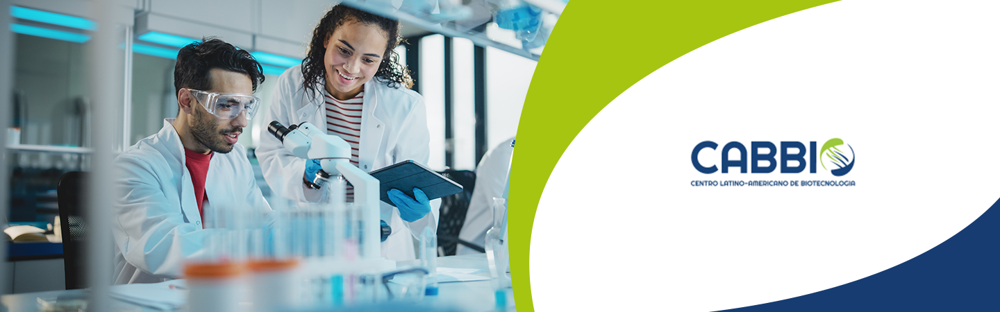 CABBIO
CENTRO LATINO-AMERICANO DE BIOTECNOLOGIA